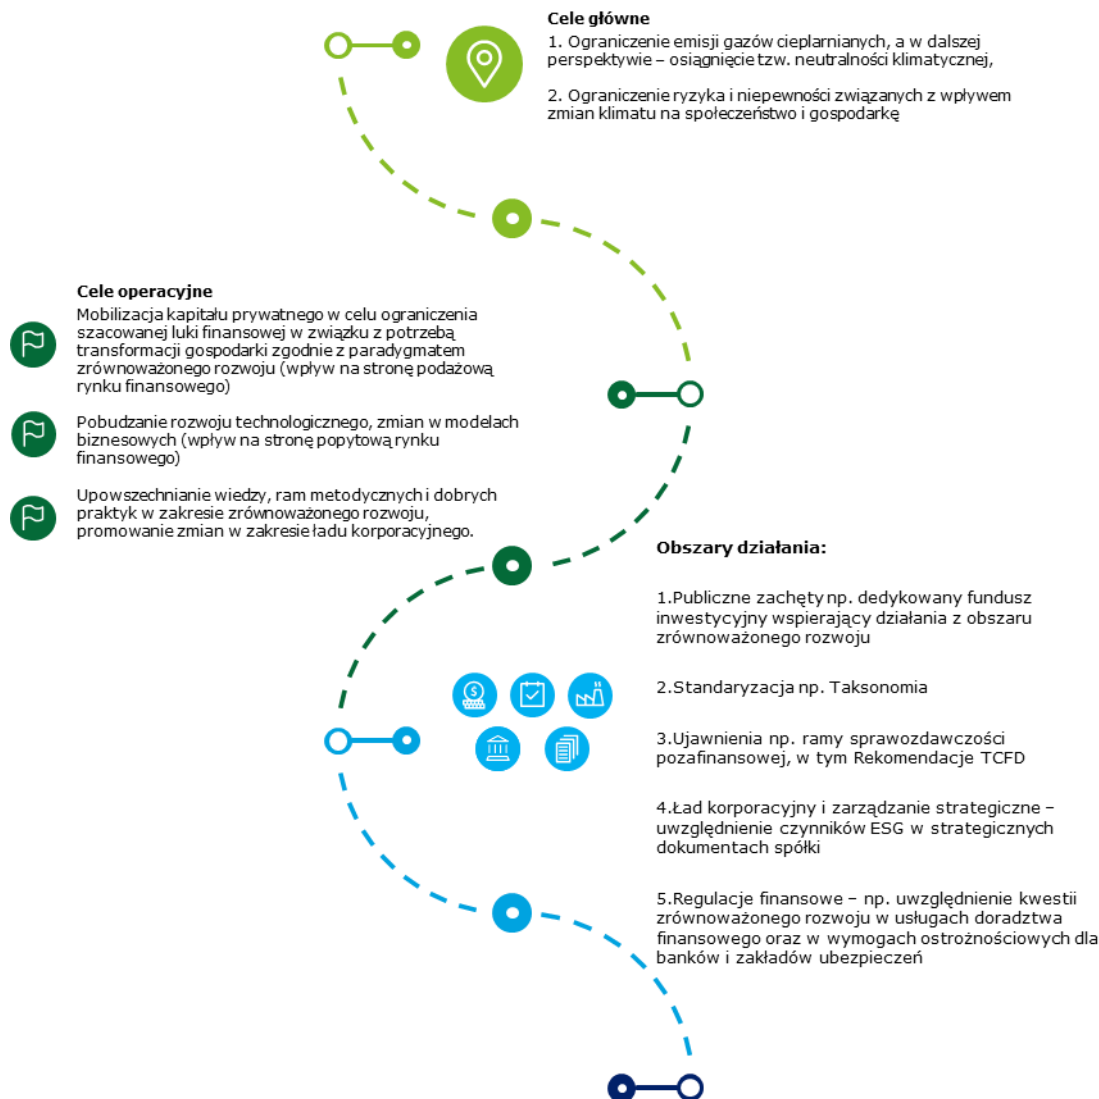 Cele główne
1. Ograniczenie emisji gazów cieplarnianych, a w dalszej
perspektywie – osiągnięcie tzw. neutralności klimatycznej,
2. Ograniczenie ryzyka i niepewności związanych z wpływem
zmian klimatu na społeczeństwo i gospodarkę
Cele operacyjne
Mobilizacja kapitału prywatnego w celu ograniczenia
szacowanej luki finansowej w związku z potrzebą
transformacji gospodarki zgodnie z paradygmatem
zrównoważonego rozwoju (wpływ na stronę podażową
rynku finansowego)
Pobudzanie rozwoju technologicznego, zmian w modelach
biznesowych (wpływ na stronę popytową rynku
finansowego)
Upowszechnianie wiedzy, ram metodycznych i dobrych
praktyk w zakresie zrównoważonego rozwoju,
promowanie zmian w zakresie ładu korporacyjnego.
Obszary działania:
1.Publiczne zachęty np. dedykowany fundusz
inwestycyjny wspierający działania z obszaru
zrównoważonego rozwoju
2.Standaryzacja np. Taksonomia
3.Ujawnienia np. ramy sprawozdawczości
pozafinansowej, w tym Rekomendacje TCFD
4.Ład korporacyjny i zarządzanie strategiczne –
uwzględnienie czynników ESG w strategicznych
dokumentach spółki
5.Regulacje finansowe – np. uwzględnienie kwestii
zrównoważonego rozwoju w usługach doradztwa
finansowego oraz w wymogach ostrożnościowych dla
banków i zakładów ubezpieczeń